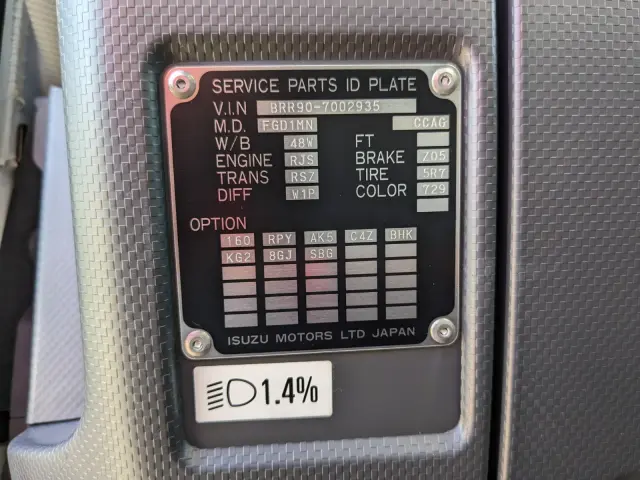 SERVICE PARTS ID PLATE
V.I.N BRR90-7002935
M.D. FGD1MN CCAG
W/B 48W FT
ENGINE RJS BRAKE Z05
TRANS RSZ TIRE 5R7
DIFF W1P COLOR 729
OPTION
160 RPY AK5 C4Z BHK
KG2 8GJ SBG
ISUZU MOTORS LTD JAPAN
1.4%